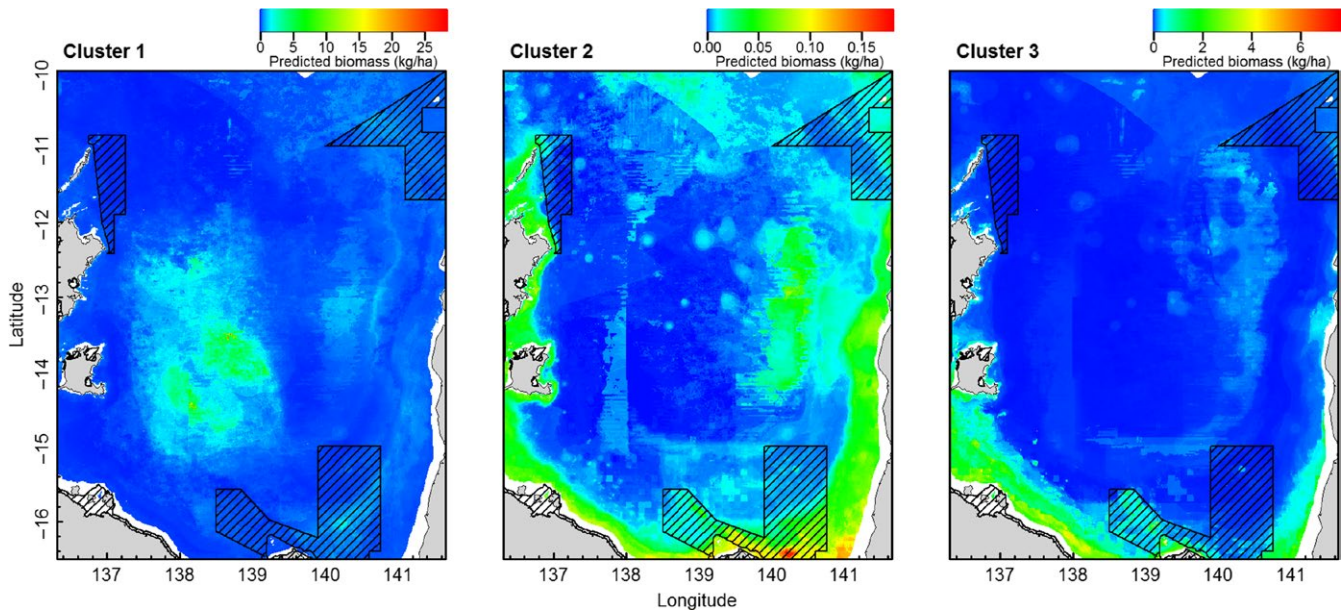 0 5 10 15 20 25
Predicted biomass (kg/ha)
Cluster 1
0.00 0.05 0.10 0.15
Predicted biomass (kg/ha)
Cluster 2
0 2 4 6
Predicted biomass (kg/ha)
Cluster 3
−10
−11
−12
−13
−14
−15
−16
Latitude
137 138 139 140 141
137 138 139 140 141
137 138 139 140 141
Longitude